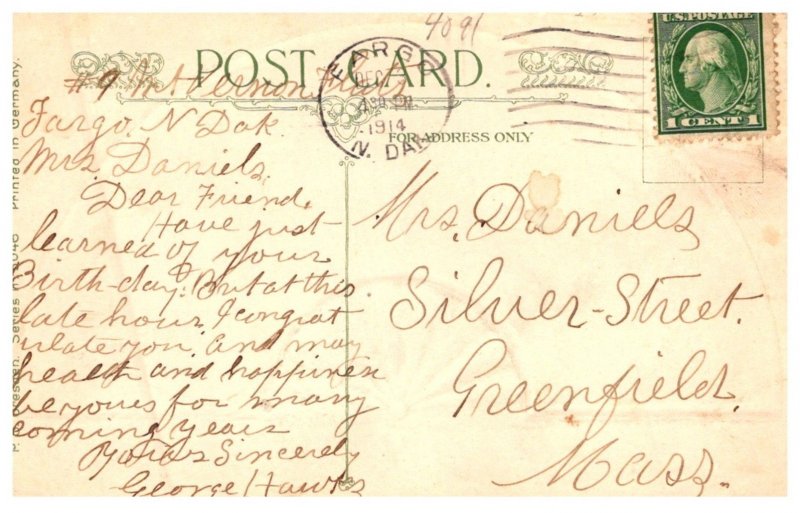 4091
U.S. POSTAGE
1 CENT 1
FARGO
DEC
1914
N. DAK.
POST CARD.
FOR ADDRESS ONLY
#9 Mt Vernon
Fargo. N Dak
Mrs. Daniels
Dear Friend.
Have just
learned of your
Birth-day. But at this
late hour, I congrat
ulate you and may
health and happiness
be yours for many
coming years
Yours Sincerely
George Hawks
Mrs. Daniels
Silver-Street.
Greenfield.
Mass.
Dresden. Series Printed in Germany.